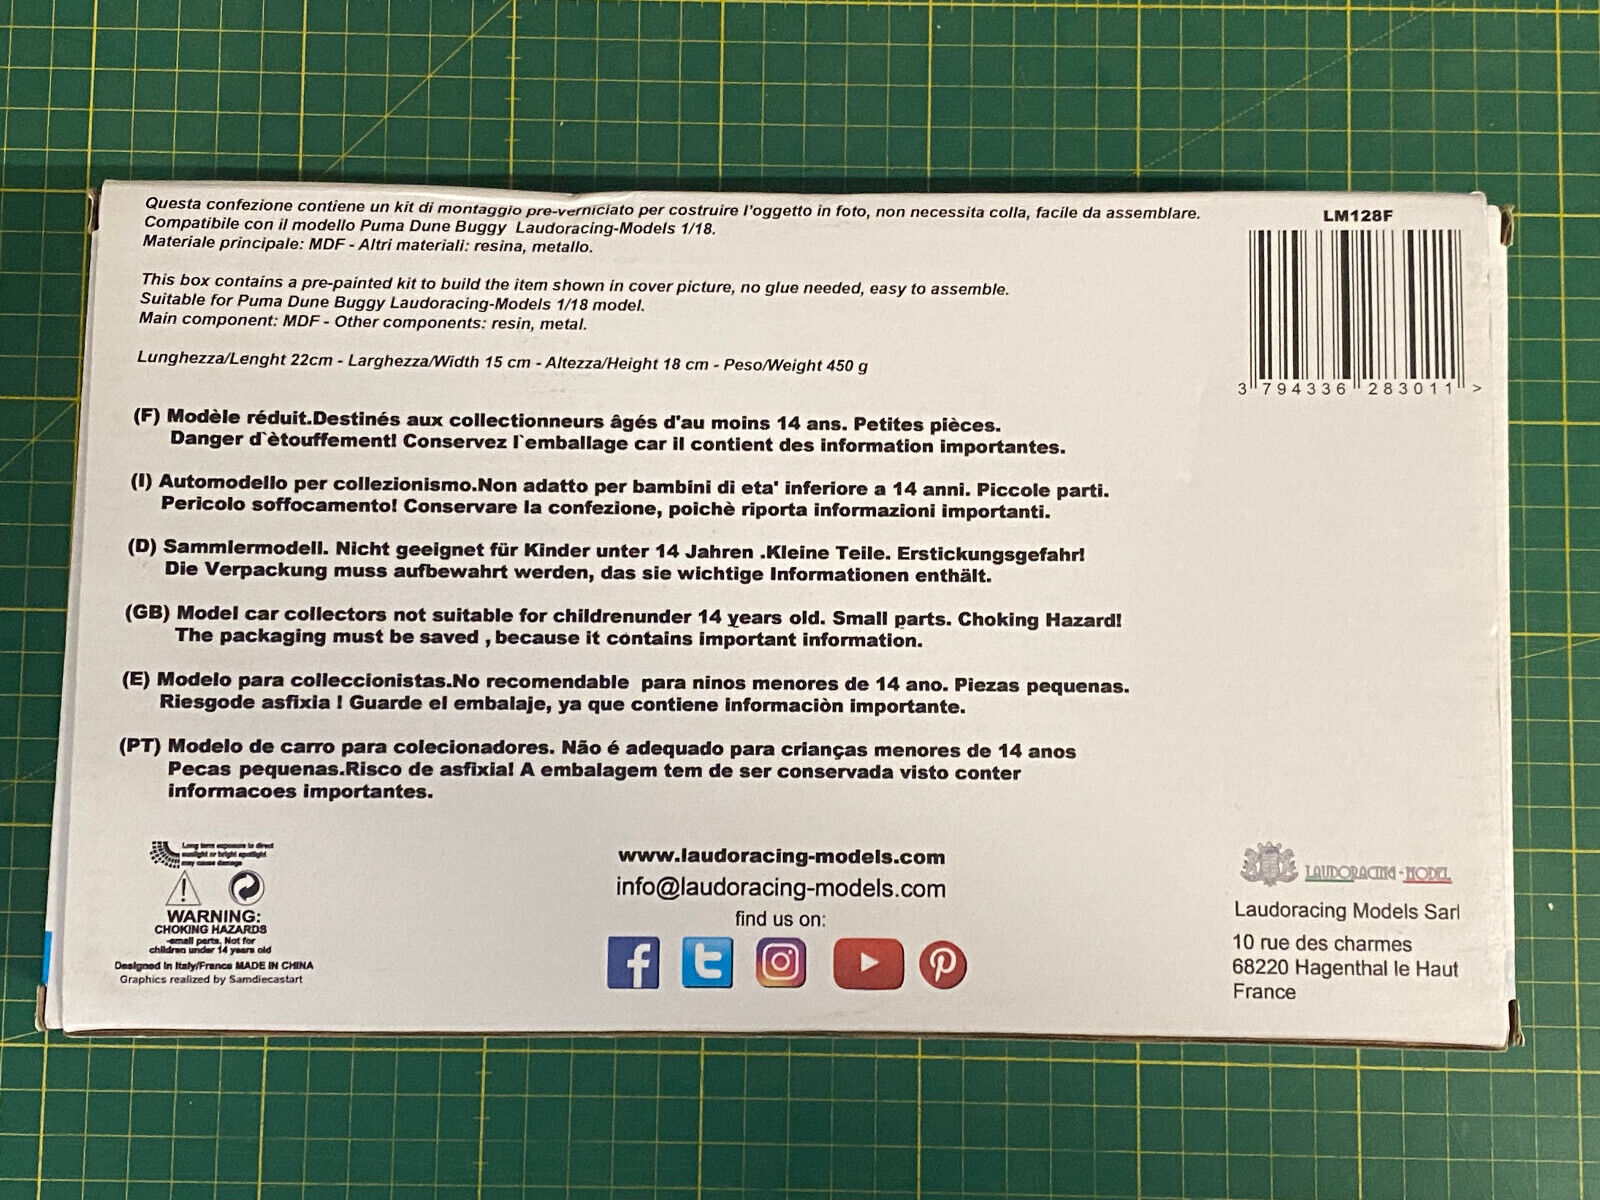 Questa confezione contiene un kit di montaggio pre-verniciato per costruire l'oggetto in foto, non necessita colla, facile da assemblare.
Compatibile con il modello Puma Dune Buggy Laudoracing-Models 1/18.
Materiale principale: MDF - Altri materiali: resina, metallo.
This box contains a pre-painted kit to build the item shown in cover picture, no glue needed, easy to assemble.
Suitable for Puma Dune Buggy Laudoracing-Models 1/18 model.
Main component: MDF - Other components: resin, metal.
Lunghezza/Lenght 22cm - Larghezza/Width 15 cm - Altezza/Height 18 cm - Peso/Weight 450 g
LM128F
3 794336 283011 >
(F) Modèle réduit.Destinés aux collectionneurs âgés d'au moins 14 ans. Petites pièces.
Danger d`ètouffement! Conservez l`emballage car il contient des information importantes.
(I) Automodello per collezionismo.Non adatto per bambini di eta' inferiore a 14 anni. Piccole parti.
Pericolo soffocamento! Conservare la confezione, poichè riporta informazioni importanti.
(D) Sammlermodell. Nicht geeignet für Kinder unter 14 Jahren .Kleine Teile. Erstickungsgefahr!
Die Verpackung muss aufbewahrt werden, das sie wichtige Informationen enthält.
(GB) Model car collectors not suitable for childrenunder 14 years old. Small parts. Choking Hazard!
The packaging must be saved , because it contains important information.
(E) Modelo para colleccionistas.No recomendable para ninos menores de 14 ano. Piezas pequenas.
Riesgode asfixia ! Guarde el embalaje, ya que contiene informaciòn importante.
(PT) Modelo de carro para colecionadores. Não é adequado para crianças menores de 14 anos
Pecas pequenas.Risco de asfixia! A embalagem tem de ser conservada visto conter
informacoes importantes.
Long term exposure to direct
sunlight or bright spotlight
may cause damage
WARNING:
CHOKING HAZARDS
-small parts. Not for
children under 14 years old
Designed in Italy/France MADE IN CHINA
Graphics realized by Samdiecastart
www.laudoracing-models.com
info@laudoracing-models.com
find us on:
LAUDORACING-MODEL
Laudoracing Models Sarl
10 rue des charmes
68220 Hagenthal le Haut
France